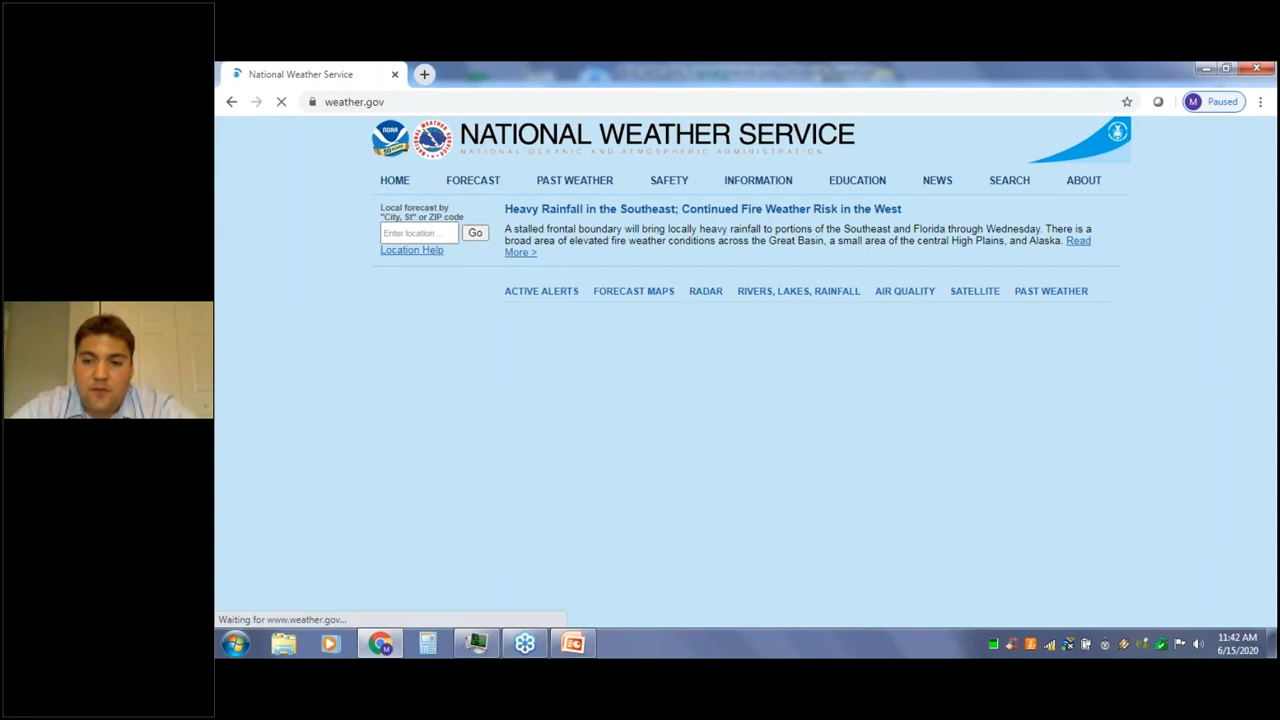 National Weather Service
weather.gov
M Paused
NOAA
NATIONAL WEATHER SERVICE
NATIONAL OCEANIC AND ATMOSPHERIC ADMINISTRATION
HOME FORECAST PAST WEATHER SAFETY INFORMATION EDUCATION NEWS SEARCH ABOUT
Local forecast by
"City, St" or ZIP code
Enter location ...
Go
Location Help
Heavy Rainfall in the Southeast; Continued Fire Weather Risk in the West
A stalled frontal boundary will bring locally heavy rainfall to portions of the Southeast and Florida through Wednesday. There is a
broad area of elevated fire weather conditions across the Great Basin, a small area of the central High Plains, and Alaska. Read
More >
ACTIVE ALERTS FORECAST MAPS RADAR RIVERS, LAKES, RAINFALL AIR QUALITY SATELLITE PAST WEATHER
Waiting for www.weather.gov...
11:42 AM
6/15/2020